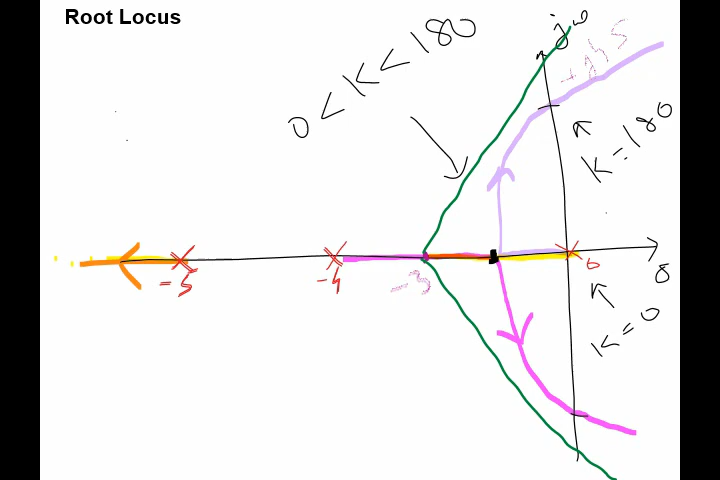 Root Locus
0 < K < 180
jω
K=180
-5
-4
-3
0
σ
K=0